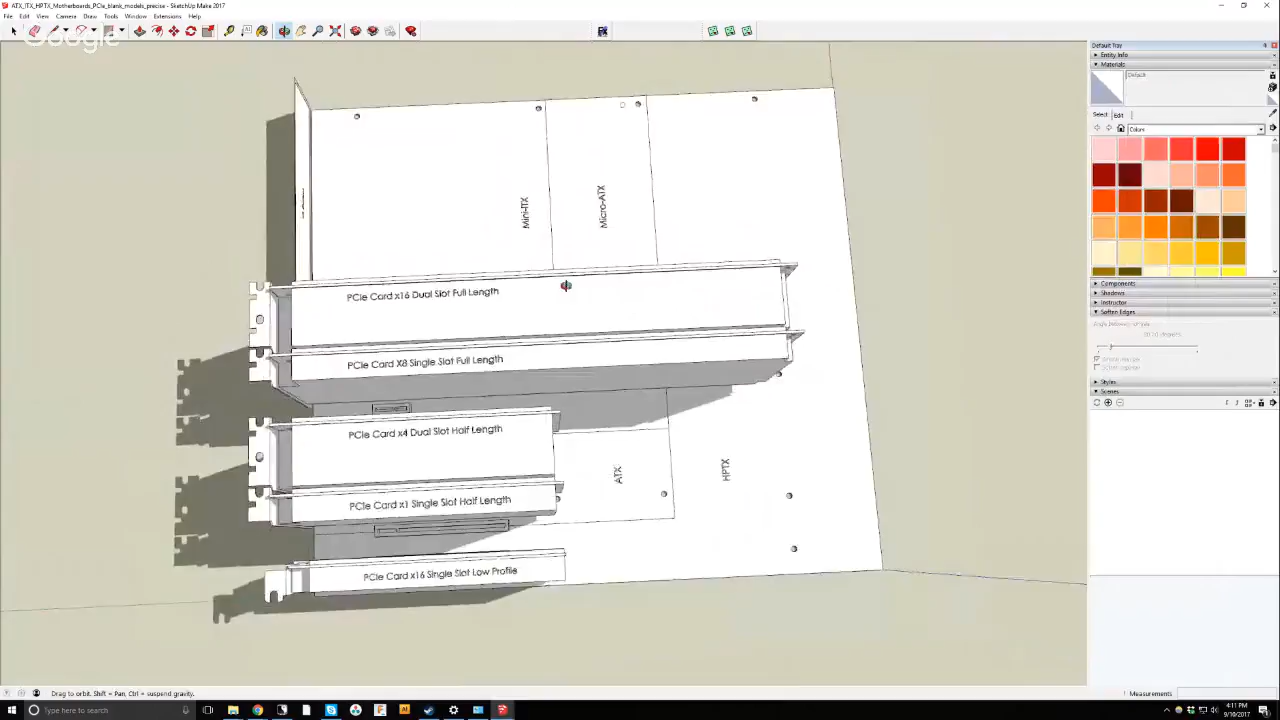 ATX_ITX_HPTX_Motherboards_PCIe_blank_models_precise - SketchUp Make 2017
File Edit View Camera Draw Tools Window Extensions Help
Google
Default Tray
Entity Info
Materials
Default
Select Edit
Colors
Components
Shadows
Instructor
Soften Edges
Styles
Scenes
Mini-ITX
Micro-ATX
PCIe Card x16 Dual Slot Full Length
PCIe Card X8 Single Slot Full Length
PCIe Card x4 Dual Slot Half Length
ATX
HPTX
PCIe Card x1 Single Slot Half Length
PCIe Card x16 Single Slot Low Profile
Drag to orbit. Shift = Pan, Ctrl = suspend gravity.
Measurements
Type here to search
4:11 PM
9/10/2017